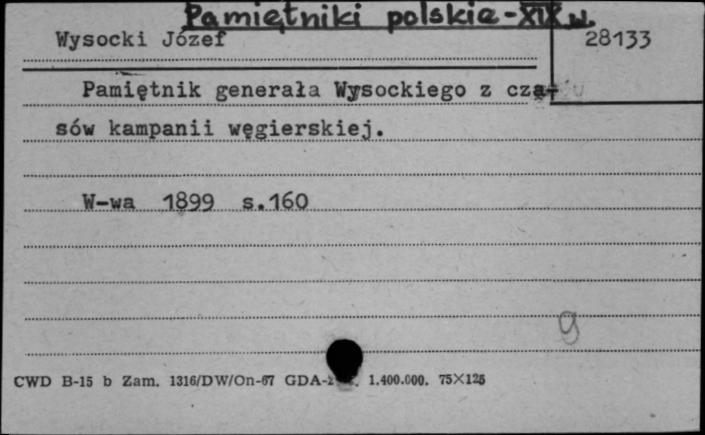 Pamiętniki polskie-XIX w.
Wysocki Józef 28133
Pamiętnik generała Wysockiego z cza-
sów kampanii węgierskiej.
W-wa 1899 s.160
9
CWD B-15 b Zam. 1316/DW/On-67 1.400.000. 75X125